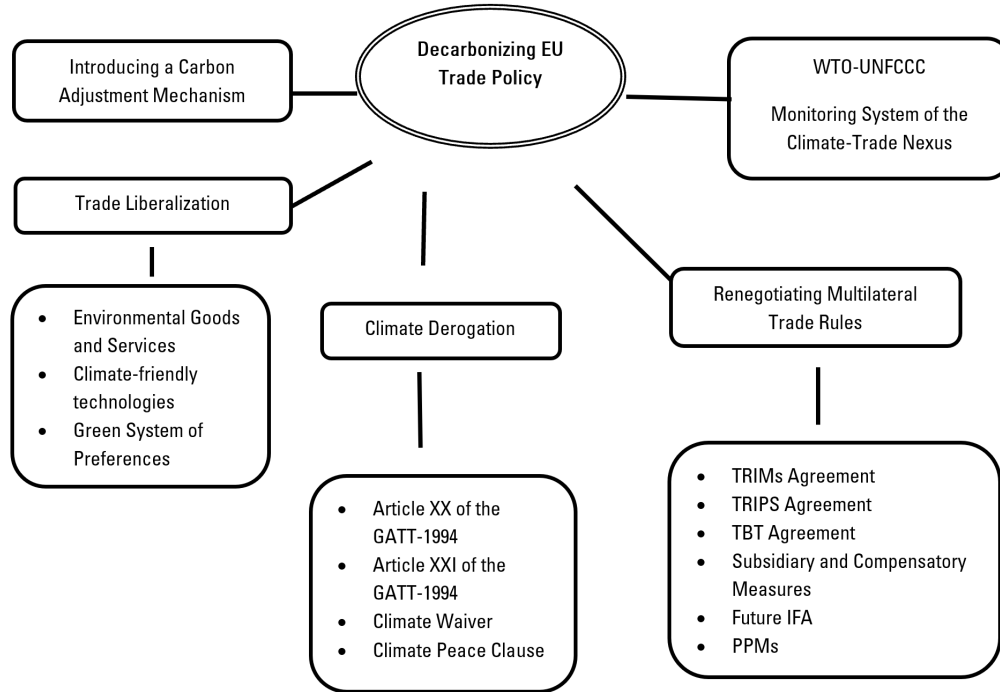 Decarbonizing EU
Trade Policy
Introducing a Carbon
Adjustment Mechanism
WTO-UNFCCC
Monitoring System of the
Climate-Trade Nexus
Trade Liberalization
• Environmental Goods
and Services
• Climate-friendly
technologies
• Green System of
Preferences
Climate Derogation
• Article XX of the
GATT-1994
• Article XXI of the
GATT-1994
• Climate Waiver
• Climate Peace Clause
Renegotiating Multilateral
Trade Rules
• TRIMs Agreement
• TRIPS Agreement
• TBT Agreement
• Subsidiary and Compensatory
Measures
• Future IFA
• PPMs